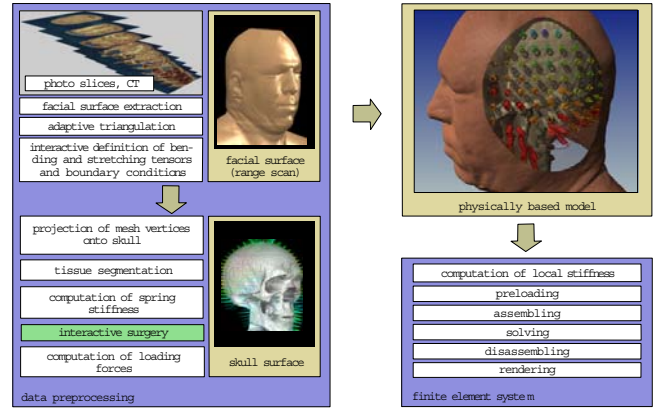 photo slices, CT
facial surface extraction
adaptive triangulation
interactive definition of ben-
ding and stretching tensors
and boundary conditions
facial surface
(range scan)
projection of mesh vertices
onto skull
tissue segmentation
computation of spring
stiffness
interactive surgery
computation of loading
forces
skull surface
data preprocessing
physically based model
computation of local stiffness
preloading
assembling
solving
disassembling
rendering
finite element system